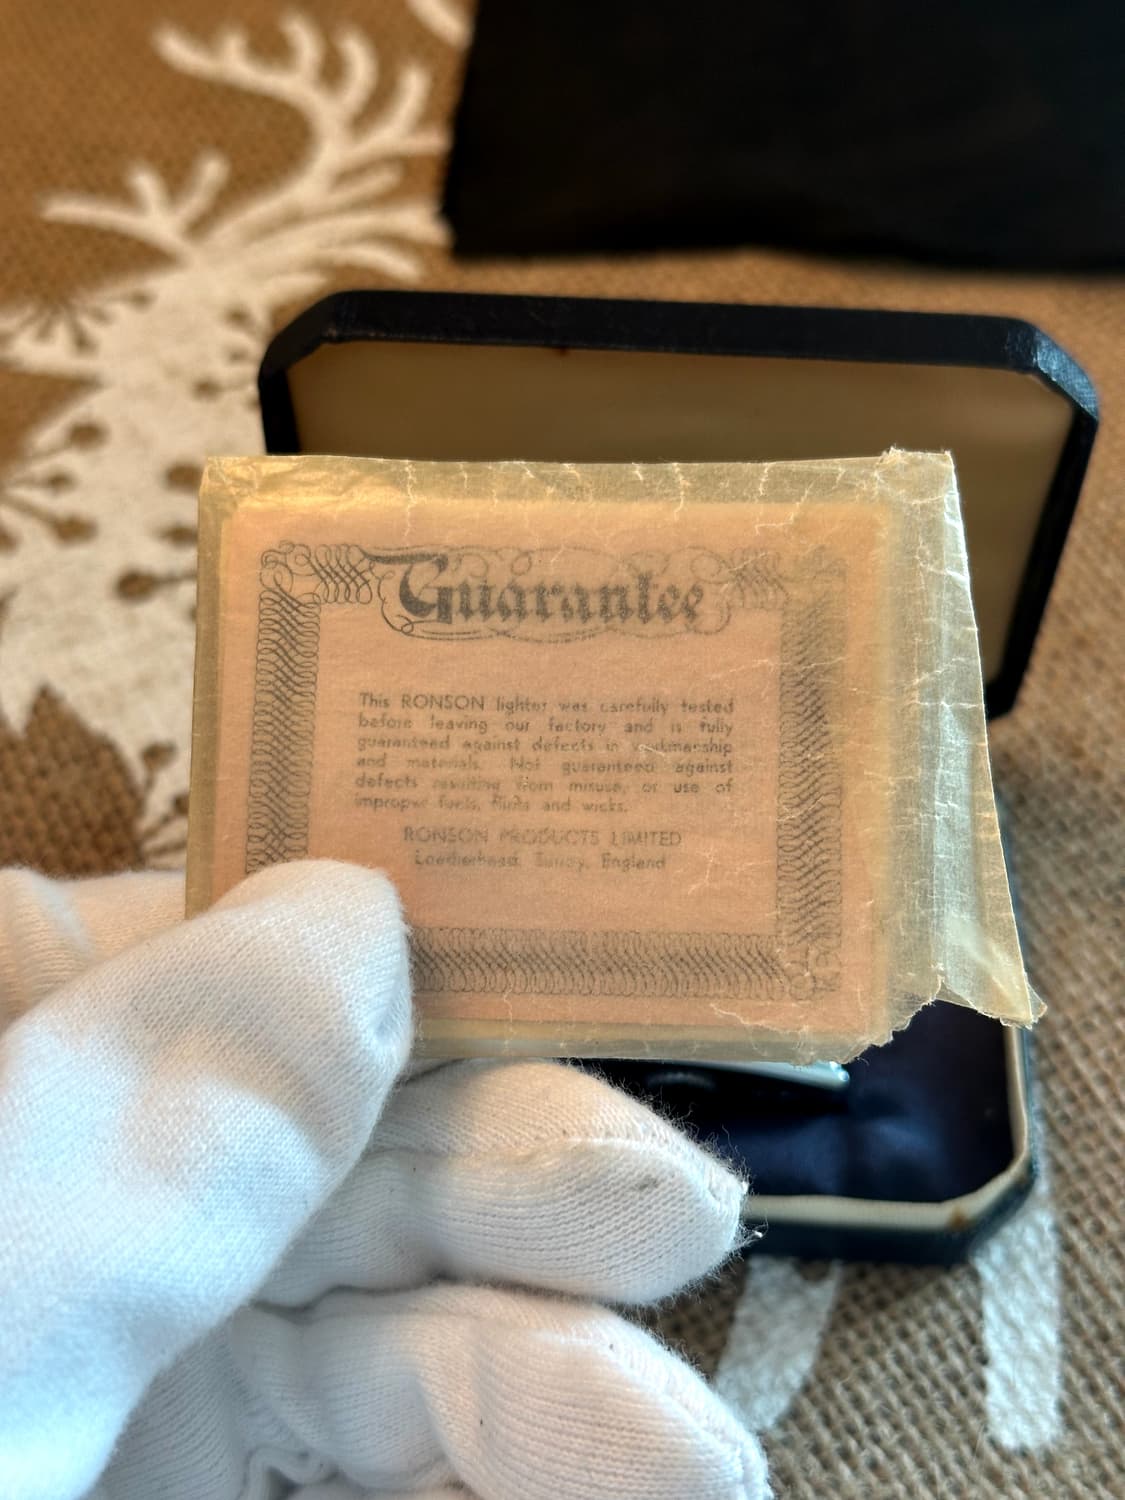 Guarantee
This RONSON lighter was carefully tested
before leaving our factory and is fully
guaranteed against defects in workmanship
and materials. Not guaranteed against
defects resulting from misuse, or use of
improper fuels, flints and wicks.
RONSON PRODUCTS LIMITED
Leatherhead, Surrey, England